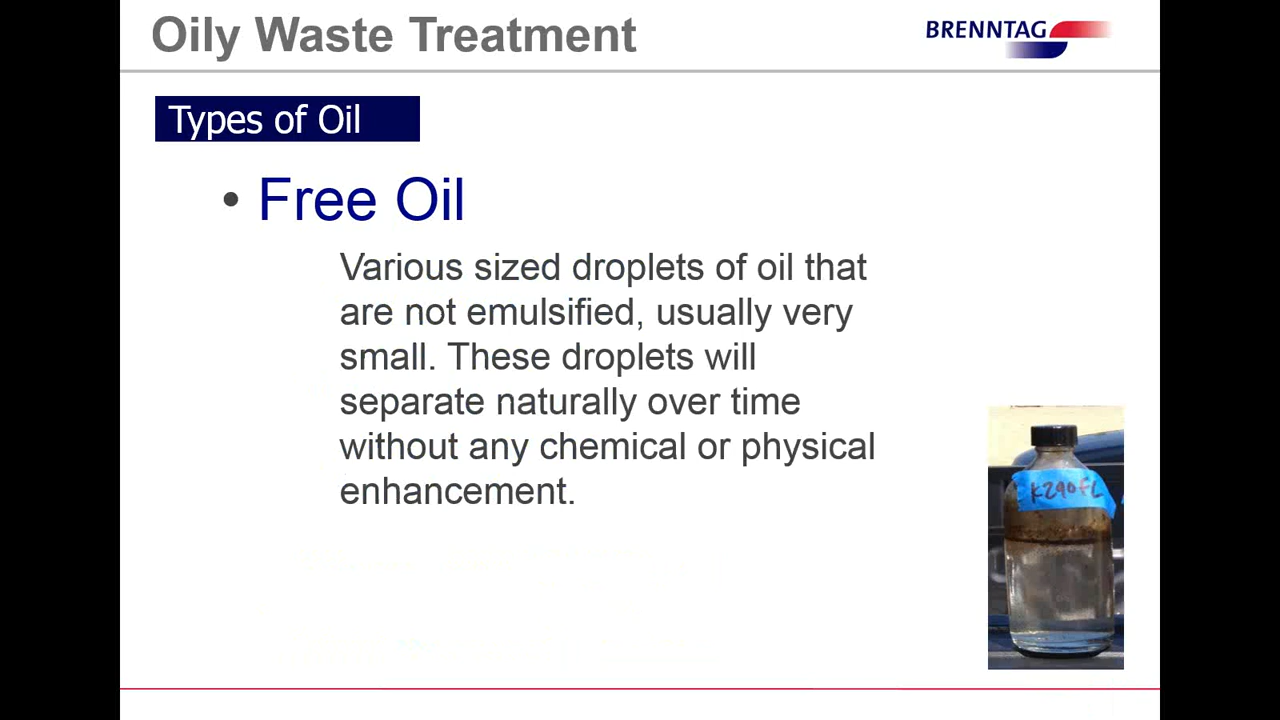 Oily Waste Treatment
BRENNTAG
Types of Oil
• Free Oil
Various sized droplets of oil that
are not emulsified, usually very
small. These droplets will
separate naturally over time
without any chemical or physical
enhancement.
K290FL